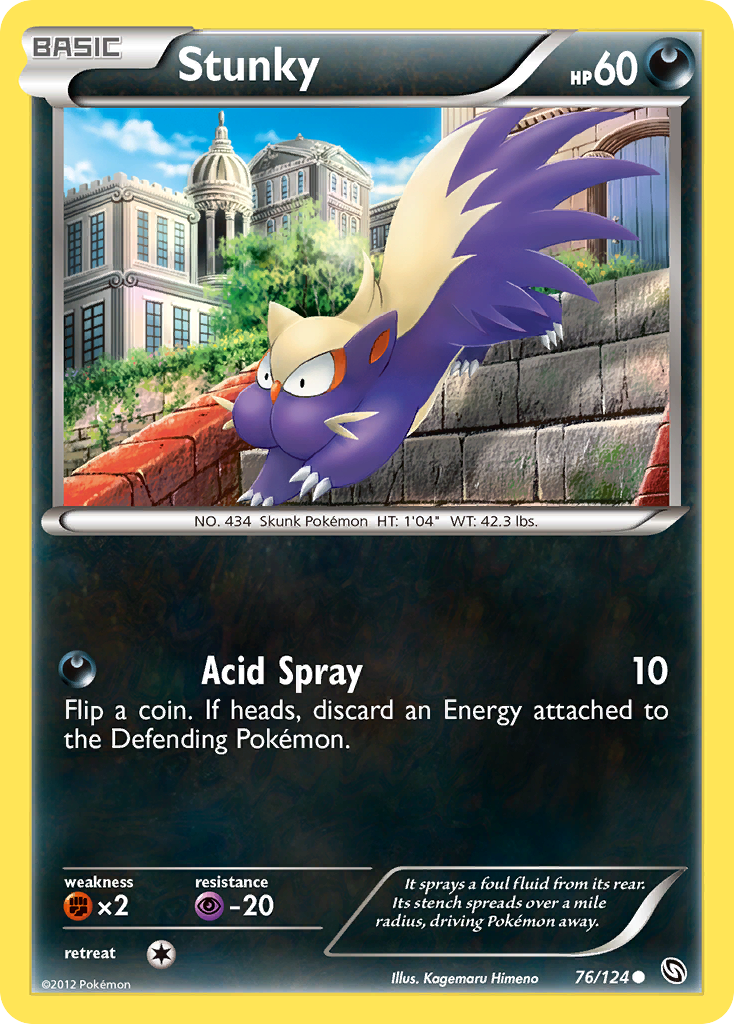 BASIC
Stunky
HP60
NO. 434 Skunk Pokémon HT: 1'04" WT: 42.3 lbs.
Acid Spray 10
Flip a coin. If heads, discard an Energy attached to
the Defending Pokémon.
weakness resistance
×2 -20
It sprays a foul fluid from its rear.
Its stench spreads over a mile
radius, driving Pokémon away.
retreat
©2012 Pokémon
Illus. Kagemaru Himeno 76/124